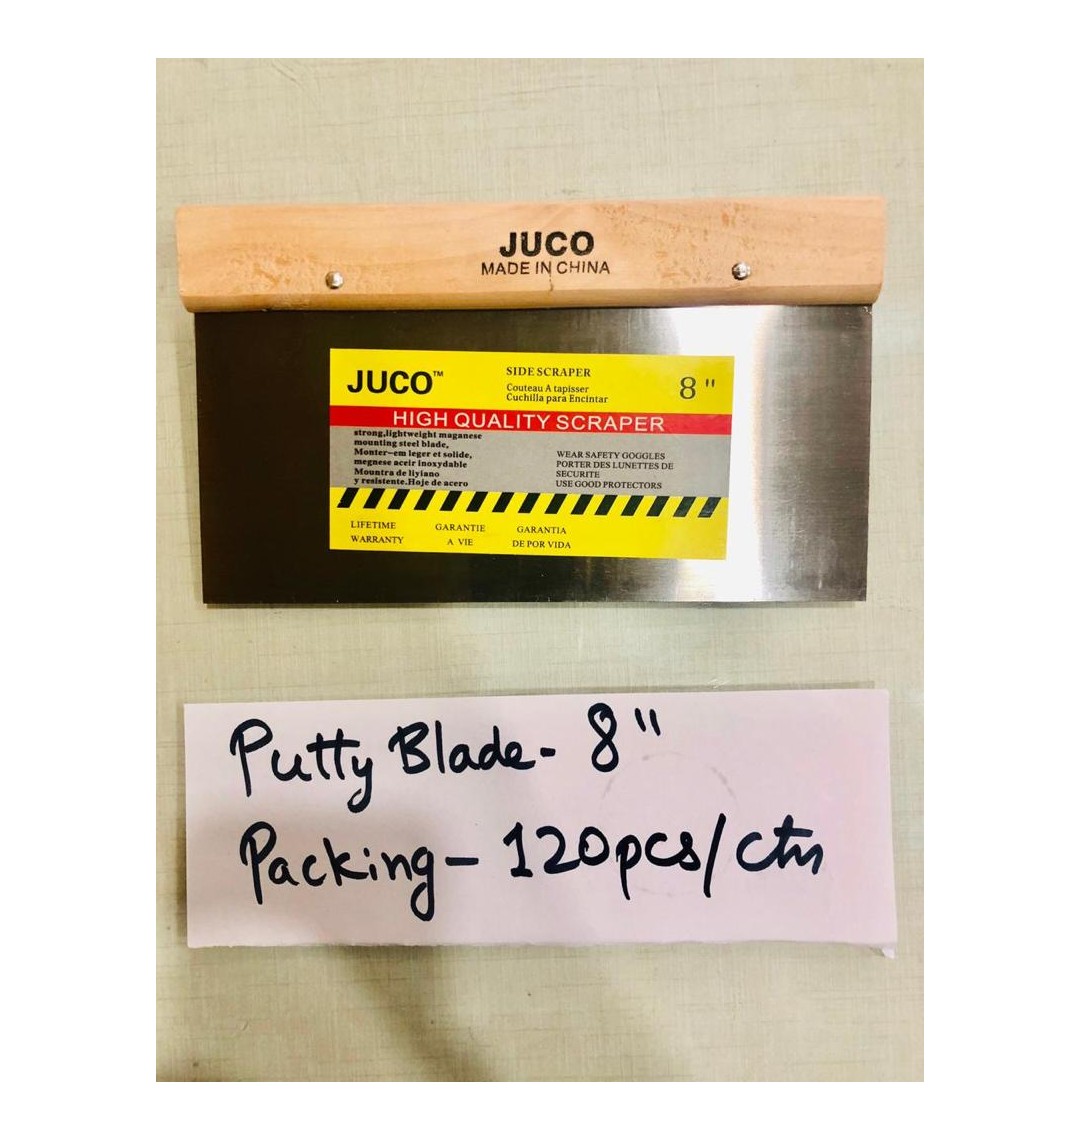 JUCO
MADE IN CHINA
JUCO™
SIDE SCRAPER
Couteau A tapisser
Cuchilla para Encintar
8"
HIGH QUALITY SCRAPER
strong,lightweight maganese
mounting steel blade,
Monter-em leger et solide,
megnese aceir inoxydable
Mountra de liyiano
y resistente.Hoje de acero
WEAR SAFETY GOGGLES
PORTER DES LUNETTES DE
SECURITE
USE GOOD PROTECTORS
LIFETIME
WARRANTY
GARANTIE
A VIE
GARANTIA
DE POR VIDA
Putty Blade- 8"
Packing- 120pcs/ctn